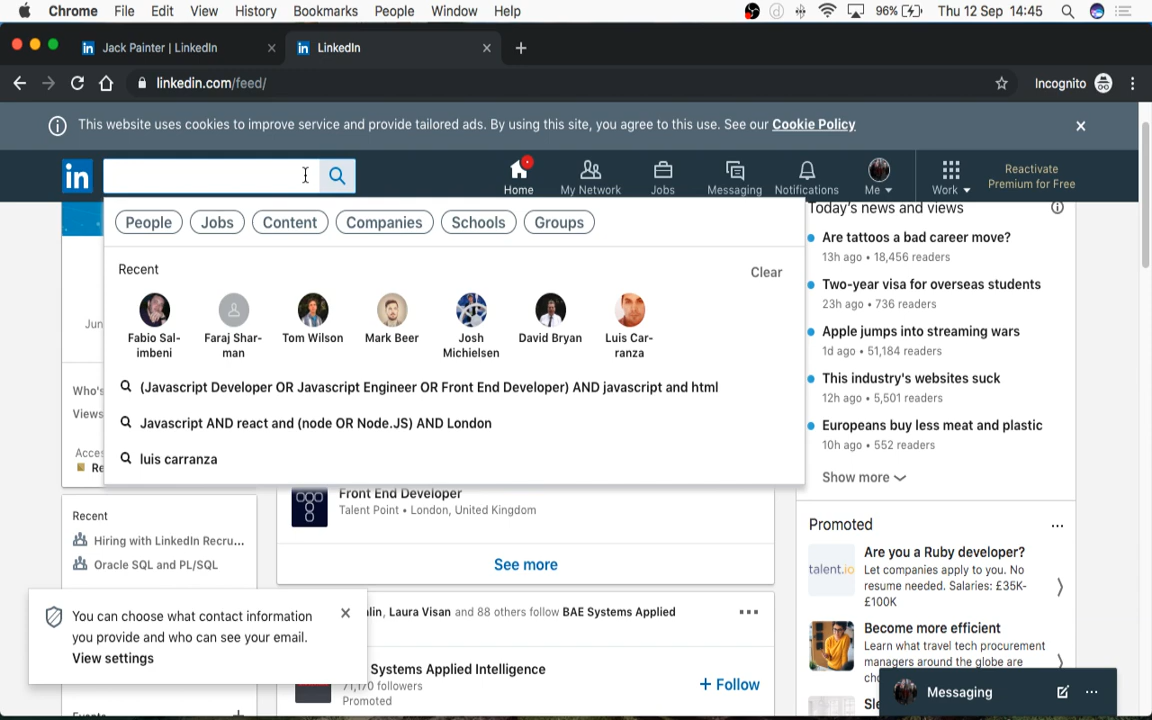 Chrome File Edit View History Bookmarks People Window Help 96% Thu 12 Sep 14:45
in Jack Painter | LinkedIn in LinkedIn
linkedin.com/feed/ Incognito
This website uses cookies to improve service and provide tailored ads. By using this site, you agree to this use. See our Cookie Policy
in Home My Network Jobs Messaging Notifications Me Work Reactivate
Premium for Free
People Jobs Content Companies Schools Groups
Recent Clear
Fabio Sal-
imbeni
Faraj Shar-
man
Tom Wilson
Mark Beer
Josh
Michielsen
David Bryan
Luis Car-
ranza
(Javascript Developer OR Javascript Engineer OR Front End Developer) AND javascript and html
Javascript AND react and (node OR Node.JS) AND London
luis carranza
Who's
Views
Recent
Hiring with LinkedIn Recru...
Oracle SQL and PL/SQL
You can choose what contact information
you provide and who can see your email.
View settings
Front End Developer
Talent Point • London, United Kingdom
See more
Laura Visan and 88 others follow BAE Systems Applied
Systems Applied Intelligence
71,170 followers
Promoted
+ Follow
Today's news and views
Are tattoos a bad career move?
13h ago • 18,456 readers
Two-year visa for overseas students
23h ago • 736 readers
Apple jumps into streaming wars
1d ago • 51,184 readers
This industry's websites suck
12h ago • 5,501 readers
Europeans buy less meat and plastic
10h ago • 552 readers
Show more
Promoted
talent.io
Are you a Ruby developer?
Let companies apply to you. No
resume needed. Salaries: £35K-
£100K
Become more efficient
Learn what travel tech procurement
managers around the globe are
Messaging